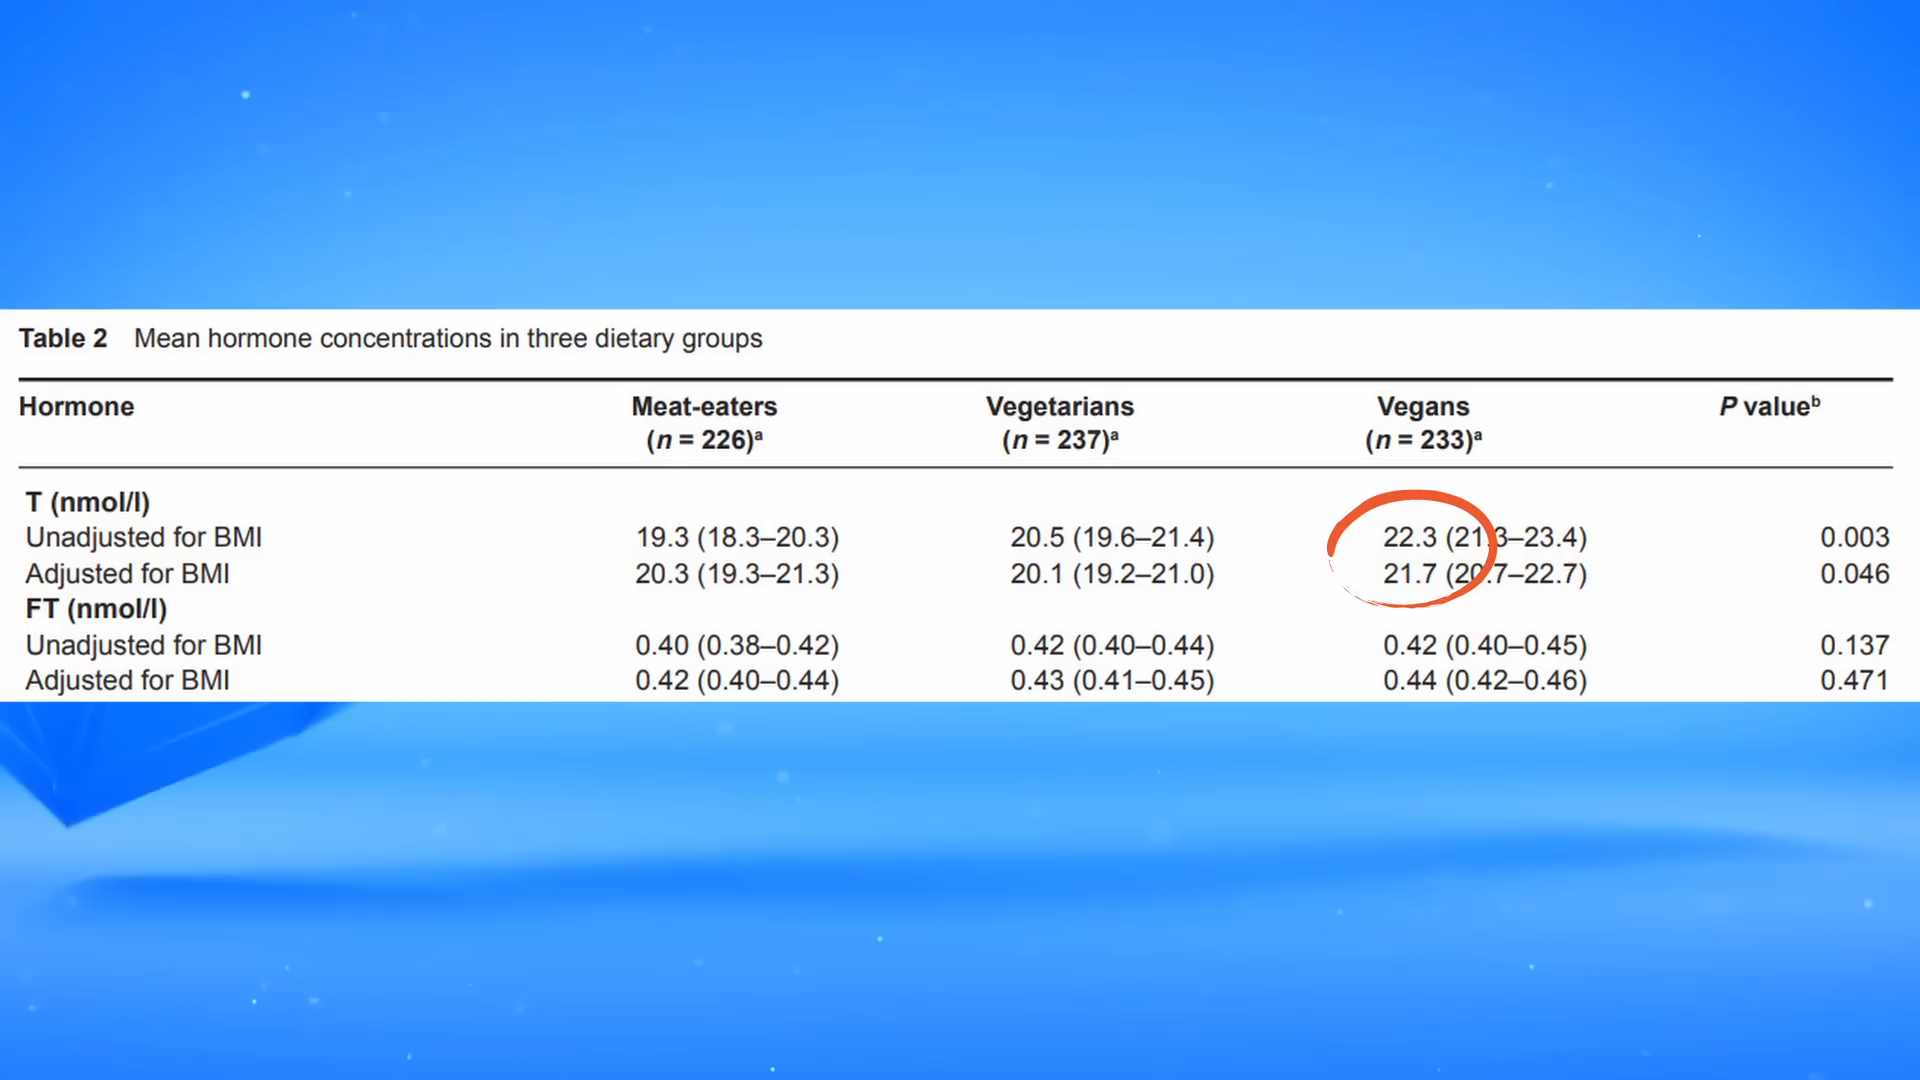 Table 2 Mean hormone concentrations in three dietary groups
Hormone Meat-eaters Vegetarians Vegans P valueᵇ
(n = 226)ᵃ (n = 237)ᵃ (n = 233)ᵃ
T (nmol/l)
Unadjusted for BMI 19.3 (18.3–20.3) 20.5 (19.6–21.4) 22.3 (21.3–23.4) 0.003
Adjusted for BMI 20.3 (19.3–21.3) 20.1 (19.2–21.0) 21.7 (20.7–22.7) 0.046
FT (nmol/l)
Unadjusted for BMI 0.40 (0.38–0.42) 0.42 (0.40–0.44) 0.42 (0.40–0.45) 0.137
Adjusted for BMI 0.42 (0.40–0.44) 0.43 (0.41–0.45) 0.44 (0.42–0.46) 0.471